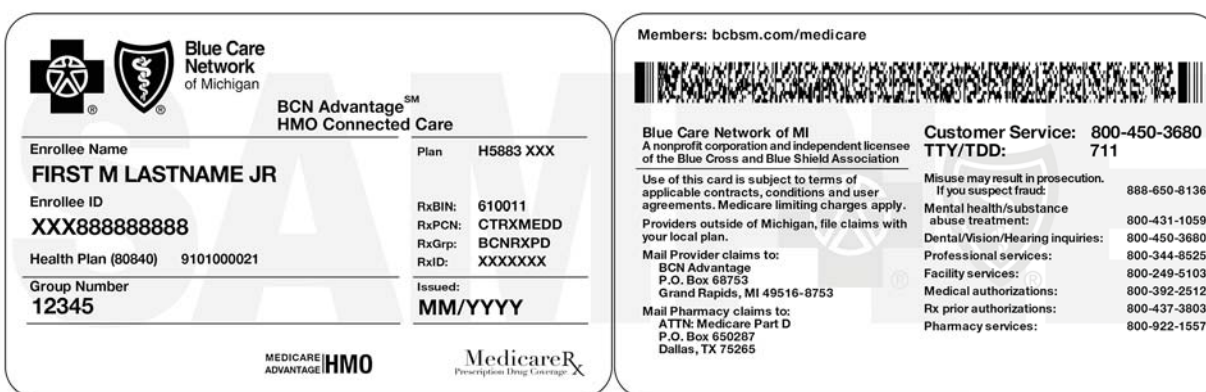 Blue Care
Network
of Michigan
BCN Advantage℠
HMO Connected Care
Enrollee Name
FIRST M LASTNAME JR
Enrollee ID
XXX888888888
Health Plan (80840) 9101000021
Group Number
12345
Plan H5883 XXX
RxBIN: 610011
RxPCN: CTRXMEDD
RxGrp: BCNRXPD
RxID: XXXXXXX
Issued:
MM/YYYY
MEDICARE
ADVANTAGE HMO
MedicareRx
Prescription Drug Coverage
Members: bcbsm.com/medicare
Blue Care Network of MI
A nonprofit corporation and independent licensee
of the Blue Cross and Blue Shield Association
Use of this card is subject to terms of
applicable contracts, conditions and user
agreements. Medicare limiting charges apply.
Providers outside of Michigan, file claims with
your local plan.
Mail Provider claims to:
BCN Advantage
P.O. Box 68753
Grand Rapids, MI 49516-8753
Mail Pharmacy claims to:
ATTN: Medicare Part D
P.O. Box 650287
Dallas, TX 75265
Customer Service: 800-450-3680
TTY/TDD: 711
Misuse may result in prosecution.
If you suspect fraud: 888-650-8136
Mental health/substance
abuse treatment: 800-431-1059
Dental/Vision/Hearing inquiries: 800-450-3680
Professional services: 800-344-8525
Facility services: 800-249-5103
Medical authorizations: 800-392-2512
Rx prior authorizations: 800-437-3803
Pharmacy services: 800-922-1557
SAMPLE